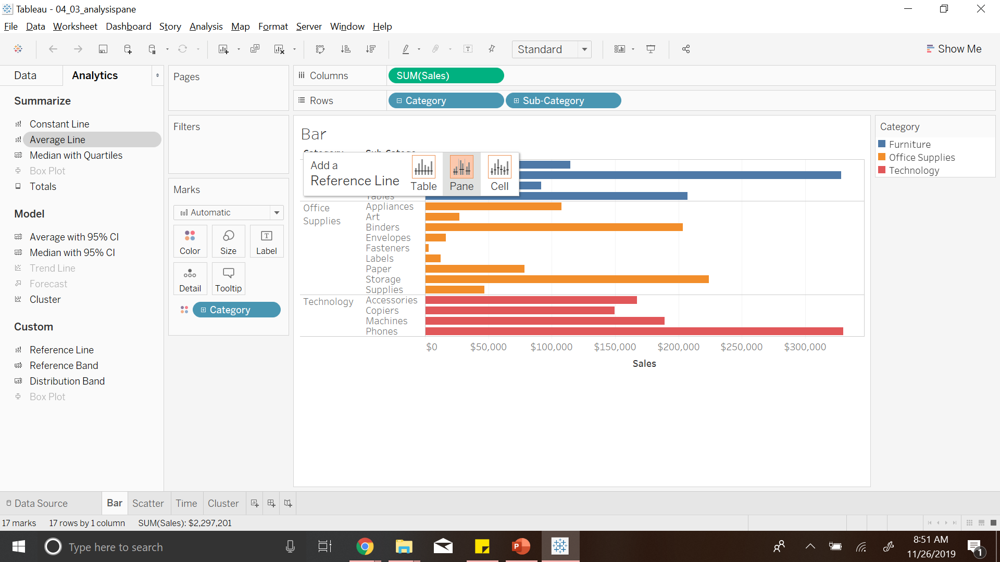 Tableau - 04_03_analysispane
File Data Worksheet Dashboard Story Analysis Map Format Server Window Help
Standard
Show Me
Data Analytics
Summarize
Constant Line
Average Line
Median with Quartiles
Box Plot
Totals
Model
Average with 95% CI
Median with 95% CI
Trend Line
Forecast
Cluster
Custom
Reference Line
Reference Band
Distribution Band
Box Plot
Pages
Filters
Marks
Automatic
Color Size Label
Detail Tooltip
Category
Columns SUM(Sales)
Rows Category Sub-Category
Bar
Add a
Reference Line
Table Pane Cell
Tables
Office
Supplies
Appliances
Art
Binders
Envelopes
Fasteners
Labels
Paper
Storage
Supplies
Technology
Accessories
Copiers
Machines
Phones
$0 $50,000 $100,000 $150,000 $200,000 $250,000 $300,000
Sales
Category
Furniture
Office Supplies
Technology
Data Source Bar Scatter Time Cluster
17 marks 17 rows by 1 column SUM(Sales): $2,297,201
Type here to search
8:51 AM
11/26/2019
1